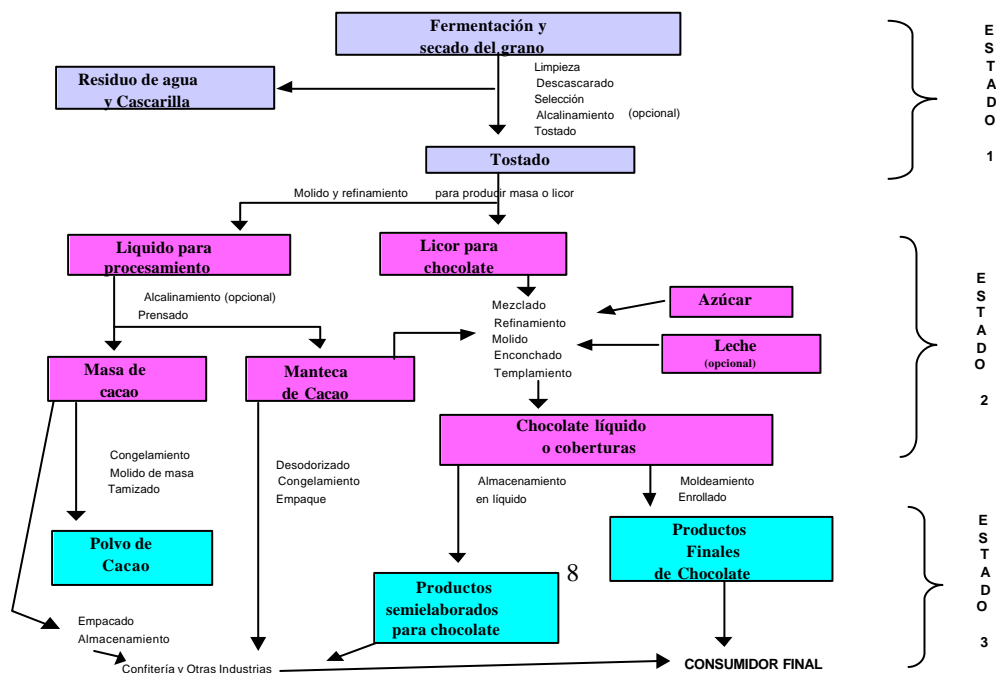 Fermentación y
secado del grano
Residuo de agua
y Cascarilla
Limpieza
Descascarado
Selección
Alcalinamiento (opcional)
Tostado
Tostado
E
S
T
A
D
O
1
Molido y refinamiento para producir masa o licor
Liquido para
procesamiento
Licor para
chocolate
Alcalinamiento (opcional)
Prensado
Mezclado
Refinamiento
Molido
Enconchado
Templamiento
Azúcar
Leche
(opcional)
Masa de
cacao
Manteca
de Cacao
Chocolate líquido
o coberturas
E
S
T
A
D
O
2
Congelamiento
Molido de masa
Tamizado
Desodorizado
Congelamiento
Empaque
Almacenamiento
en líquido
Moldeamiento
Enrollado
Polvo de
Cacao
Productos
semielaborados
para chocolate
8
Productos
Finales
de Chocolate
E
S
T
A
D
O
3
Empacado
Almacenamiento
Confitería y Otras Industrias
CONSUMIDOR FINAL